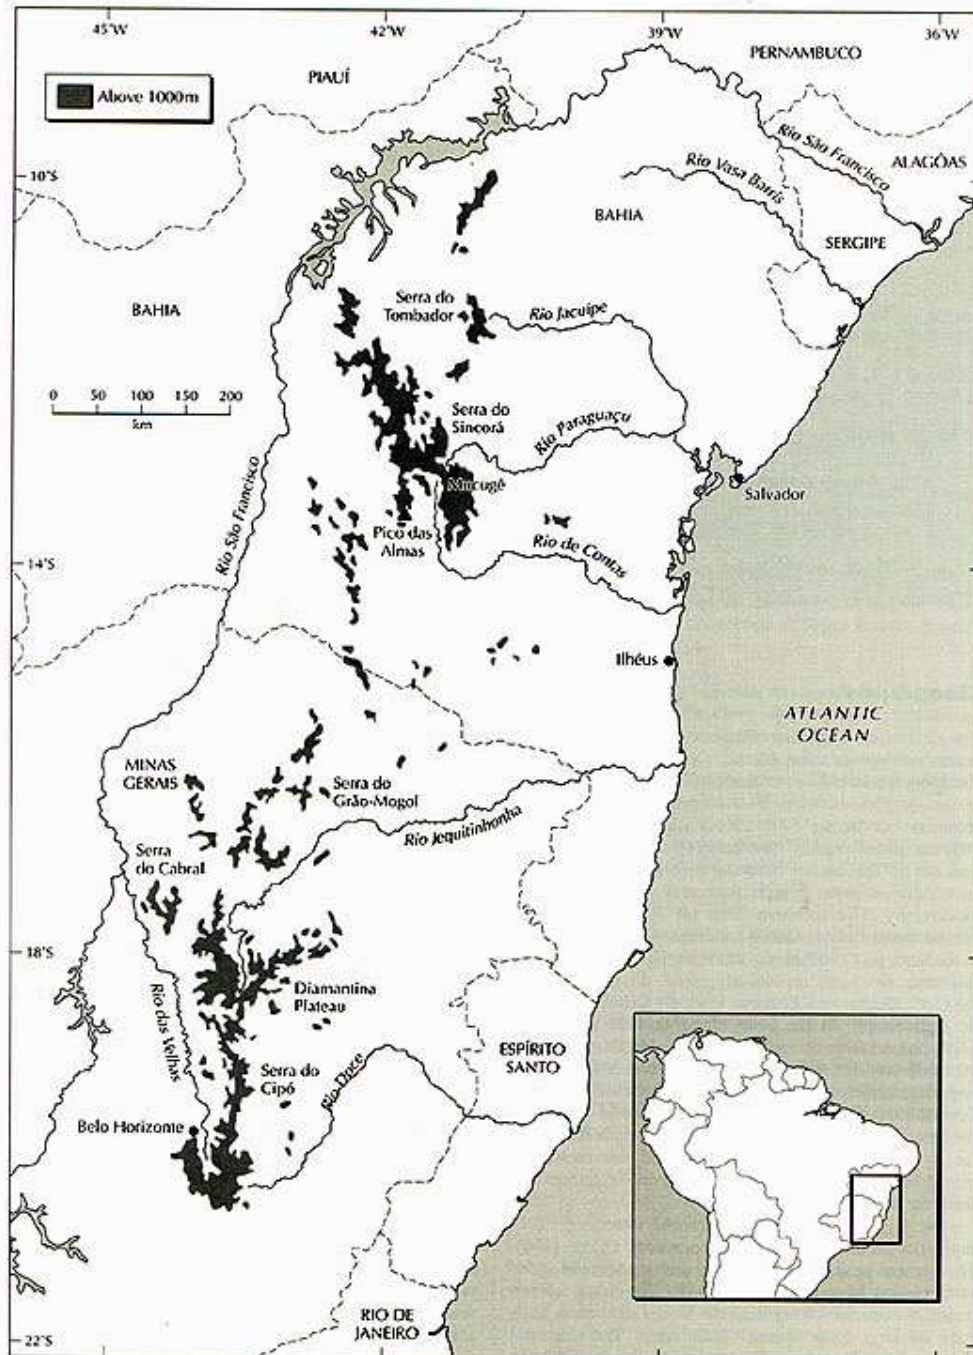 45°W
42°W
39°W
36°W
PERNAMBUCO
PIAUÍ
Above 1000m
Rio São Francisco
ALAGÔAS
Rio Vasa Barris
10°S
BAHIA
SERGIPE
BAHIA
Serra do
Tombador
Rio Jacuipe
0 50 100 150 200
km
Serra do
Sincorá
Rio Paraguaçu
Rio São Francisco
Mucugê
Salvador
Pico das
Almas
Rio de Contas
14°S
Ilhéus
ATLANTIC
OCEAN
MINAS
GERAIS
Serra do
Grão-Mogol
Rio Jequitinhonha
Serra
do Cabral
18°S
Diamantina
Plateau
Rio das Velhas
ESPÍRITO
SANTO
Serra do
Cipó
Rio Doce
Belo Horizonte
RIO DE
JANEIRO
22°S